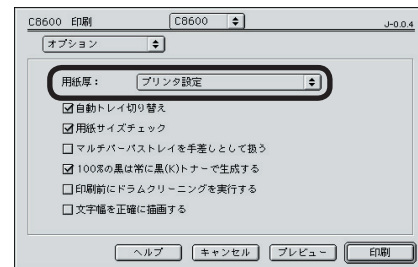 C8600 印刷
C8600
J-0.0.4
オプション
用紙厚： プリンタ設定
自動トレイ切り替え
用紙サイズチェック
マルチパーパストレイを手差しとして扱う
100%の黒は常に黒(K)トナーで生成する
印刷前にドラムクリーニングを実行する
文字幅を正確に描画する
ヘルプ キャンセル プレビュー 印刷